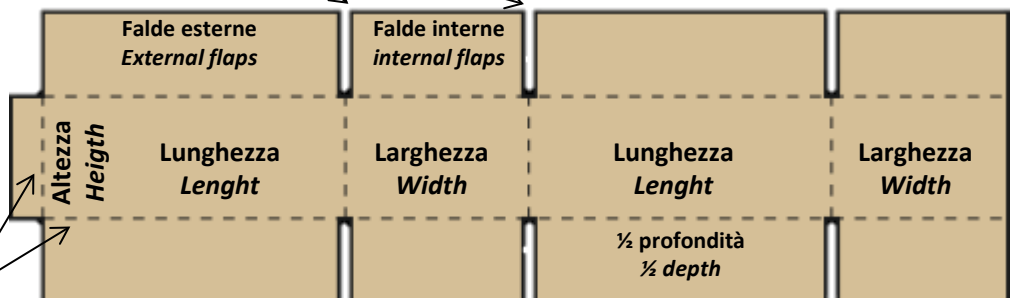 Falde esterne
External flaps
Falde interne
internal flaps
Altezza
Heigth
Lunghezza
Lenght
Larghezza
Width
Lunghezza
Lenght
Larghezza
Width
½ profondità
½ depth